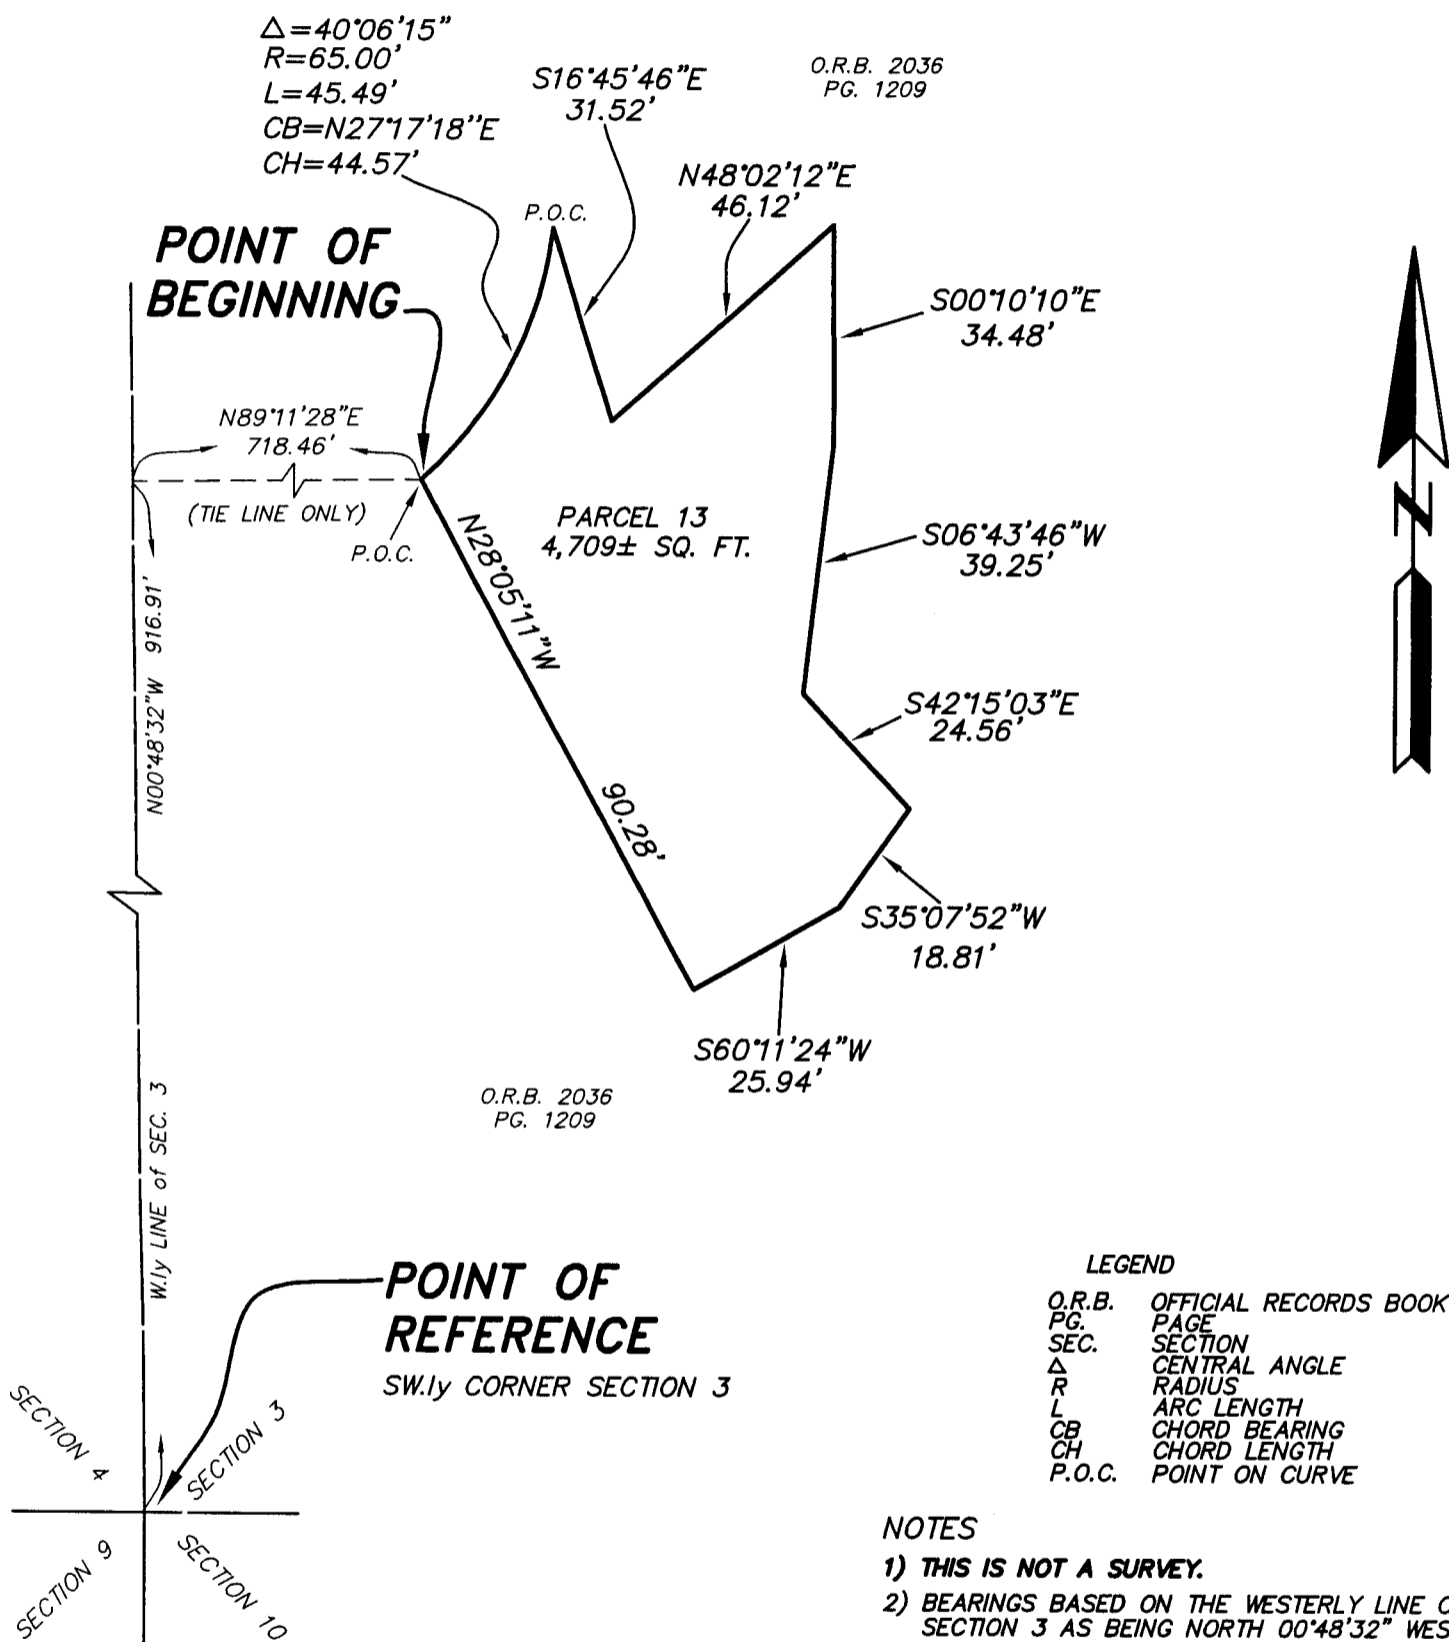 △=40°06'15"
R=65.00'
L=45.49'
CB=N27°17'18"E
CH=44.57'
S16°45'46"E
31.52'
O.R.B. 2036
PG. 1209
N48°02'12"E
46.12'
P.O.C.
POINT OF
BEGINNING
S00°10'10"E
34.48'
N89°11'28"E
718.46'
(TIE LINE ONLY)
P.O.C.
PARCEL 13
4,709± SQ. FT.
N
S06°43'46"W
39.25'
N28°05'11"W
90.28'
N00°48'32"W 916.91'
S42°15'03"E
24.56'
S35°07'52"W
18.81'
S60°11'24"W
25.94'
O.R.B. 2036
PG. 1209
W.ly LINE of SEC. 3
POINT OF
REFERENCE
SW.ly CORNER SECTION 3
SECTION 4
SECTION 3
SECTION 9
SECTION 10
LEGEND
O.R.B. OFFICIAL RECORDS BOOK
PG. PAGE
SEC. SECTION
△ CENTRAL ANGLE
R RADIUS
L ARC LENGTH
CB CHORD BEARING
CH CHORD LENGTH
P.O.C. POINT ON CURVE
NOTES
1) THIS IS NOT A SURVEY.
2) BEARINGS BASED ON THE WESTERLY LINE
SECTION 3 AS BEING NORTH 00°48'32"